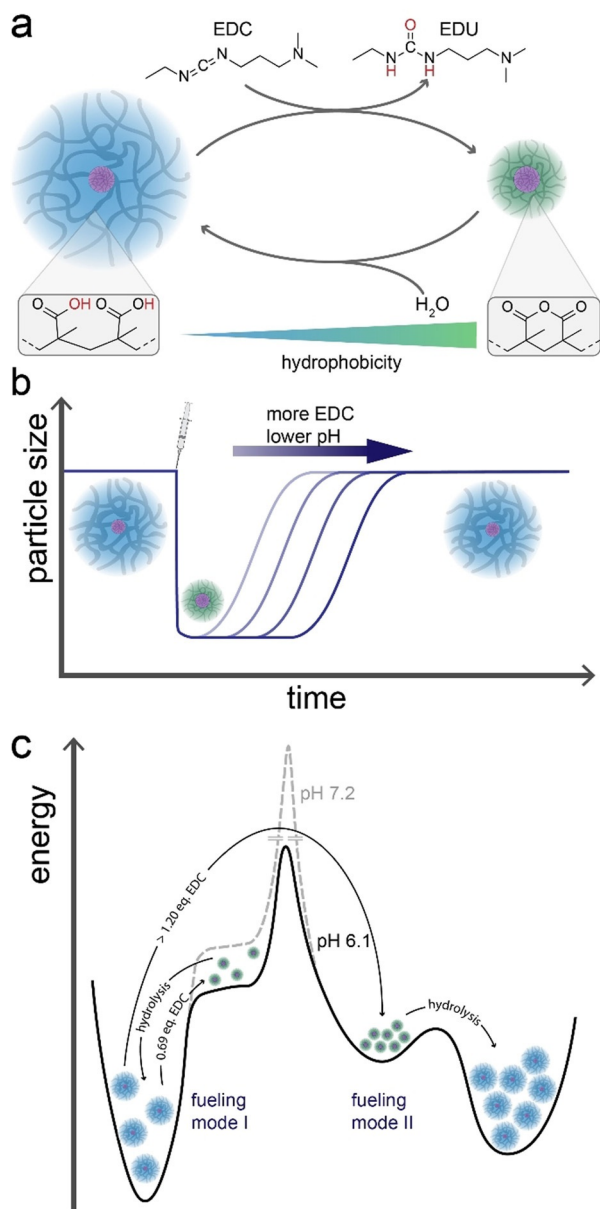 a
EDC
EDU
N
N
C
N
O
C
N
H
N
H
N
O
OH
O
OH
H₂O
O
O
O
hydrophobicity
b
more EDC
lower pH
particle size
time
c
energy
pH 7.2
> 1.20 eq. EDC
pH 6.1
hydrolysis
0.69 eq. EDC
hydrolysis
fueling
mode I
fueling
mode II